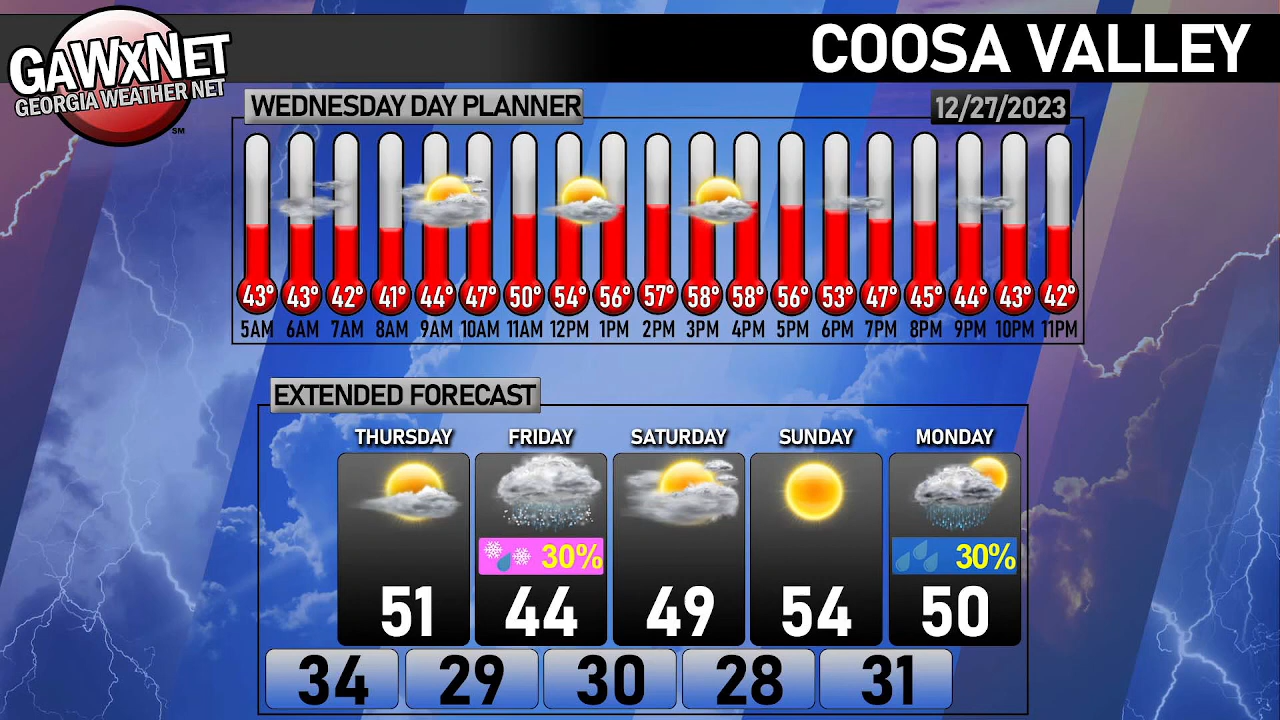 GAWxNET
GEORGIA WEATHER NET
SM
COOSA VALLEY
WEDNESDAY DAY PLANNER
12/27/2023
43° 43° 42° 41° 44° 47° 50° 54° 56° 57° 58° 58° 56° 53° 47° 45° 44° 43° 42°
5AM 6AM 7AM 8AM 9AM 10AM 11AM 12PM 1PM 2PM 3PM 4PM 5PM 6PM 7PM 8PM 9PM 10PM 11PM
EXTENDED FORECAST
THURSDAY FRIDAY SATURDAY SUNDAY MONDAY
30% 30%
51 44 49 54 50
34 29 30 28 31